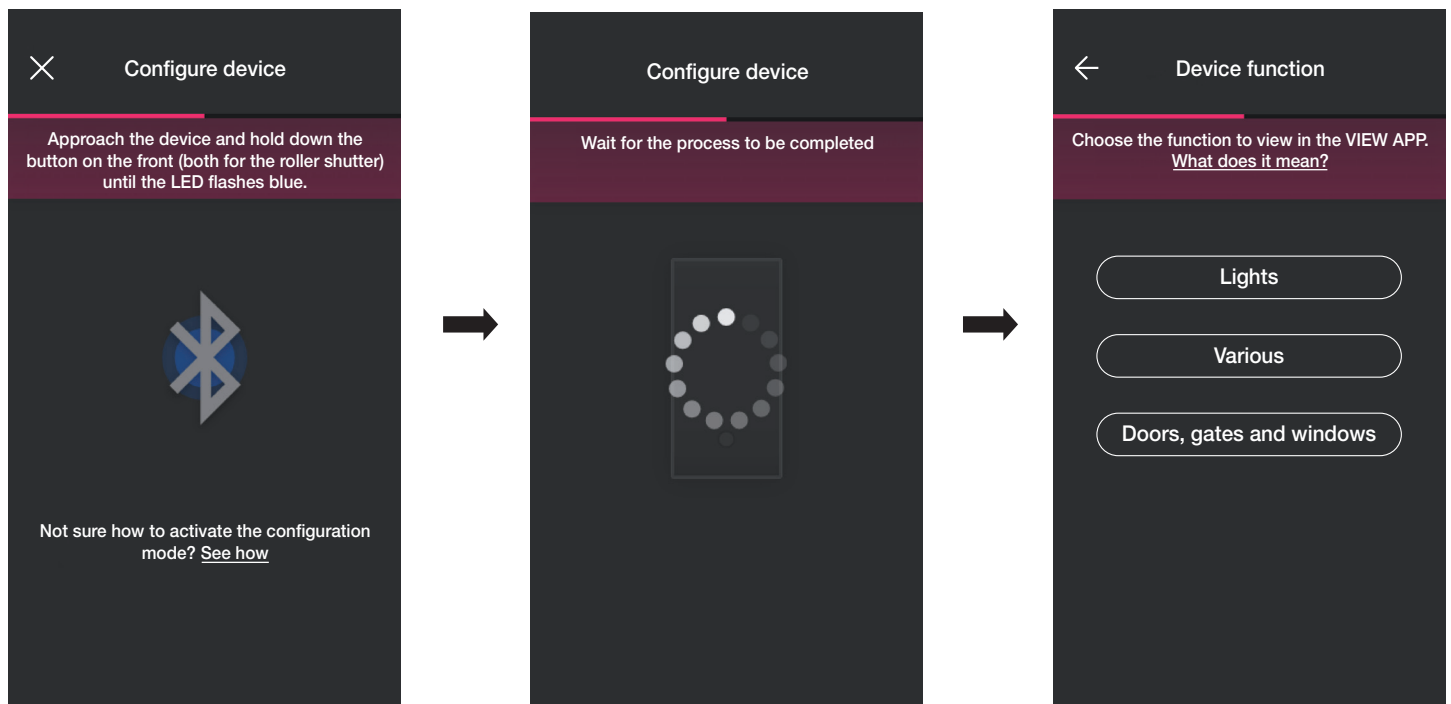 Configure device
Approach the device and hold down the
button on the front (both for the roller shutter)
until the LED flashes blue.
Not sure how to activate the configuration
mode? See how
Configure device
Wait for the process to be completed
Device function
Choose the function to view in the VIEW APP.
What does it mean?
Lights
Various
Doors, gates and windows